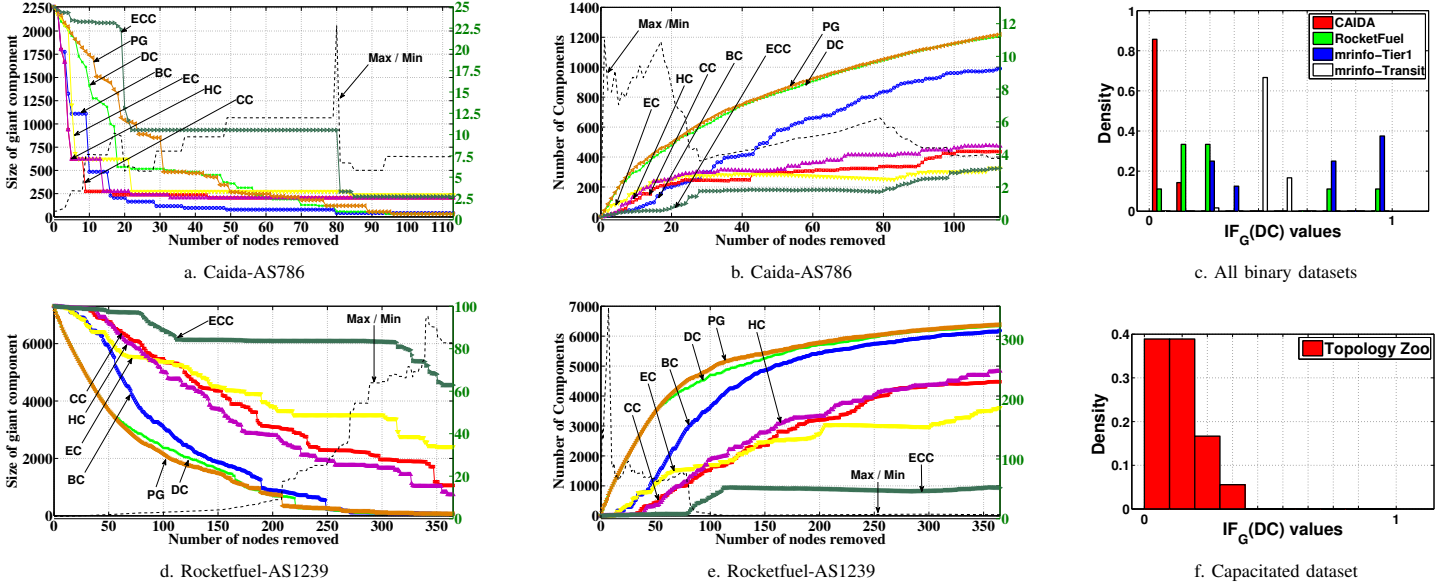 2250
2000
1750
1500
1250
1000
750
500
250
0
Size of giant component
0 10 20 30 40 50 60 70 80 90 100 110
Number of nodes removed
25
22.5
20
17.5
15
12.5
10
7.5
5
2.5
0
ECC
PG
DC
BC
EC
HC
CC
Max / Min
a. Caida-AS786
1400
1200
1000
800
600
400
200
0
Number of Components
0 20 40 60 80 100
Number of nodes removed
12
10
8
6
4
2
0
Max /Min
EC
HC
CC
BC
ECC
PG
DC
b. Caida-AS786
1
0.8
0.6
0.4
0.2
0
Density
0 1
IF_G(DC) values
CAIDA
RocketFuel
mrinfo-Tier1
mrinfo-Transit
c. All binary datasets
6000
4000
2000
0
Size of giant component
0 50 100 150 200 250 300 350
Number of nodes removed
100
80
60
40
20
0
ECC
Max / Min
CC
HC
EC
BC
PG
DC
d. Rocketfuel-AS1239
7000
6000
5000
4000
3000
2000
1000
0
Number of Components
0 50 100 150 200 250 300 350
Number of nodes removed
300
200
100
0
PG
DC
HC
BC
EC
CC
ECC
Max / Min
e. Rocketfuel-AS1239
0.4
0.3
0.2
0.1
0
Density
0 1
IF_G(DC) values
Topology Zoo
f. Capacitated dataset